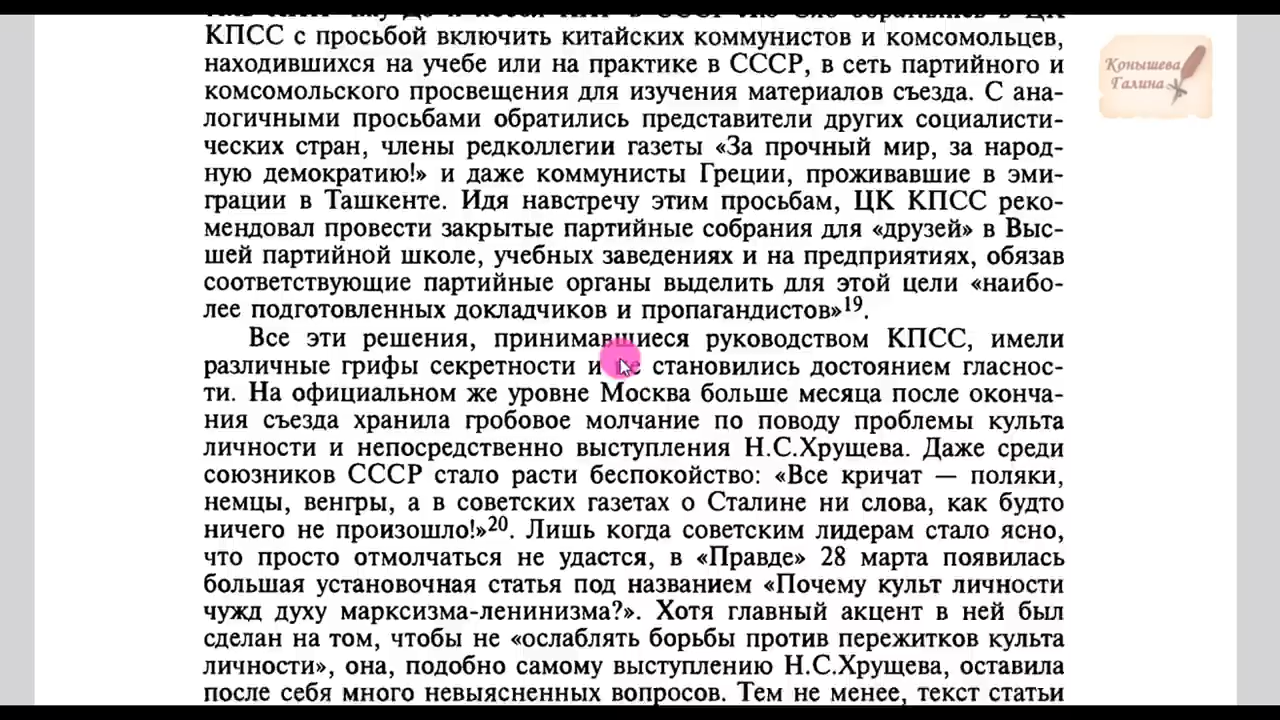 КПСС с просьбой включить китайских коммунистов и комсомольцев,
находившихся на учебе или на практике в СССР, в сеть партийного и
комсомольского просвещения для изучения материалов съезда. С ана-
логичными просьбами обратились представители других социалисти-
ческих стран, члены редколлегии газеты «За прочный мир, за народ-
ную демократию!» и даже коммунисты Греции, проживавшие в эми-
грации в Ташкенте. Идя навстречу этим просьбам, ЦК КПСС реко-
мендовал провести закрытые партийные собрания для «друзей» в Выс-
шей партийной школе, учебных заведениях и на предприятиях, обязав
соответствующие партийные органы выделить для этой цели «наибо-
лее подготовленных докладчиков и пропагандистов»19.
Все эти решения, принимавшиеся руководством КПСС, имели
различные грифы секретности и не становились достоянием гласнос-
ти. На официальном же уровне Москва больше месяца после оконча-
ния съезда хранила гробовое молчание по поводу проблемы культа
личности и непосредственно выступления Н.С.Хрущева. Даже среди
союзников СССР стало расти беспокойство: «Все кричат — поляки,
немцы, венгры, а в советских газетах о Сталине ни слова, как будто
ничего не произошло!»20. Лишь когда советским лидерам стало ясно,
что просто отмолчаться не удастся, в «Правде» 28 марта появилась
большая установочная статья под названием «Почему культ личности
чужд духу марксизма-ленинизма?». Хотя главный акцент в ней был
сделан на том, чтобы не «ослаблять борьбы против пережитков культа
личности», она, подобно самому выступлению Н.С.Хрущева, оставила
после себя много невыясненных вопросов. Тем не менее, текст статьи
Конышева
Галина